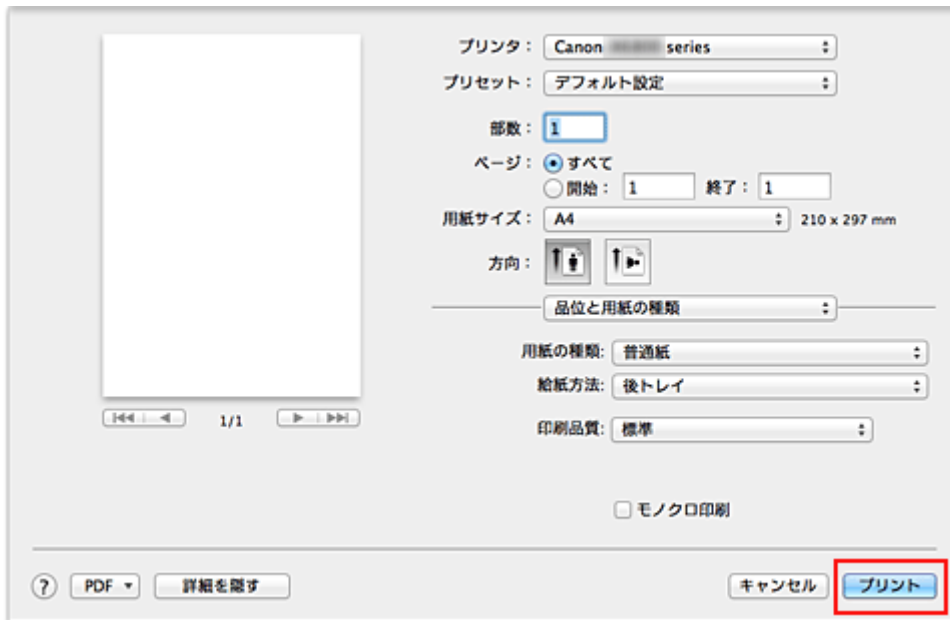 プリンタ： Canon series
プリセット： デフォルト設定
部数： 1
ページ： すべて
開始： 1 終了： 1
用紙サイズ： A4 210 x 297 mm
方向：
品位と用紙の種類
用紙の種類: 普通紙
給紙方法: 後トレイ
1/1
印刷品質: 標準
モノクロ印刷
? PDF 詳細を隠す キャンセル プリント